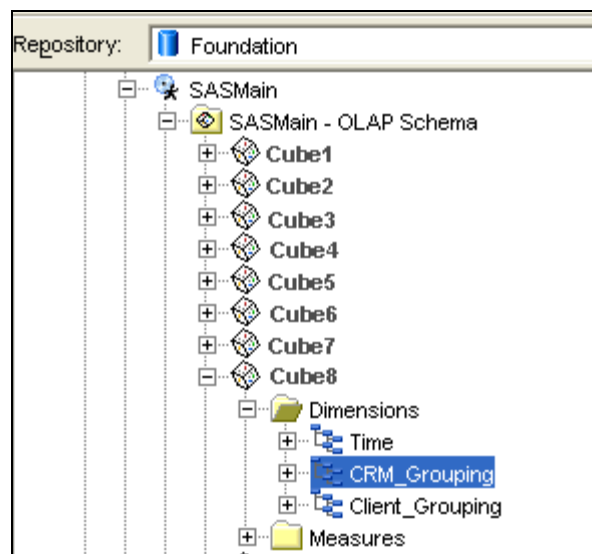 Repository: Foundation
SASMain
SASMain - OLAP Schema
Cube1
Cube2
Cube3
Cube4
Cube5
Cube6
Cube7
Cube8
Dimensions
Time
CRM_Grouping
Client_Grouping
Measures